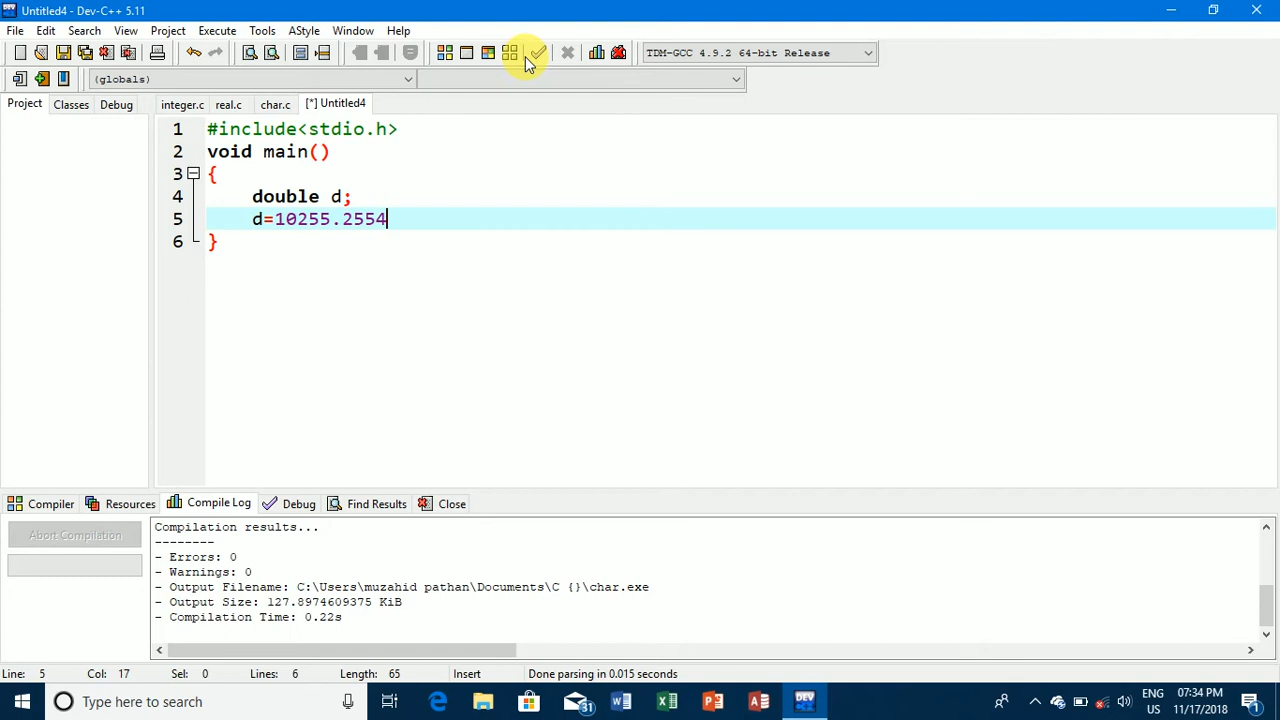 Untitled4 - Dev-C++ 5.11
File Edit Search View Project Execute Tools AStyle Window Help
TDM-GCC 4.9.2 64-bit Release
(globals)
Project Classes Debug integer.c real.c char.c [*] Untitled4
1 #include<stdio.h>
2 void main()
3 {
4 double d;
5 d=10255.2554
6 }
Compiler Resources Compile Log Debug Find Results Close
Abort Compilation
Compilation results...
--------
- Errors: 0
- Warnings: 0
- Output Filename: C:\Users\muzahid pathan\Documents\C {}\char.exe
- Output Size: 127.8974609375 KiB
- Compilation Time: 0.22s
Line: 5 Col: 17 Sel: 0 Lines: 6 Length: 65 Insert Done parsing in 0.015 seconds
Type here to search
31
ENG
US
07:34 PM
11/17/2018
1